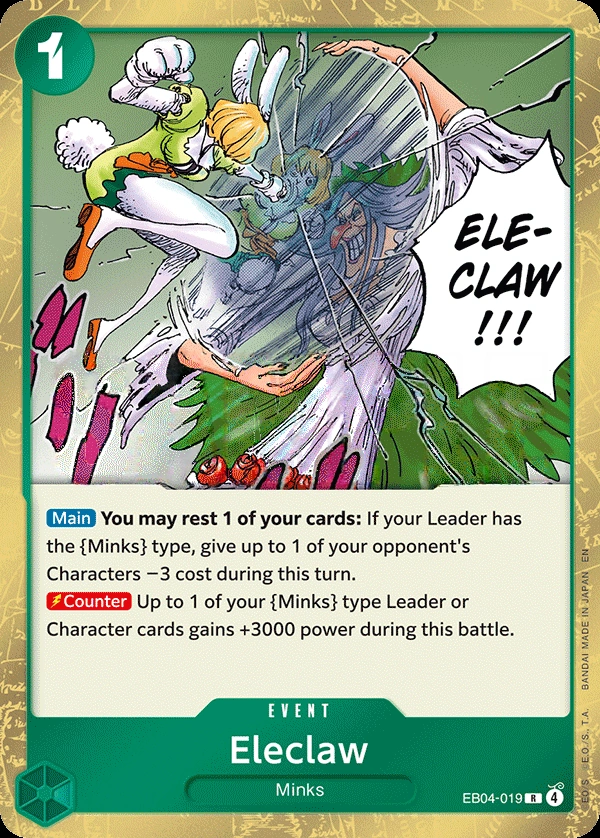 1
ELE-
CLAW
!!!
Main You may rest 1 of your cards: If your Leader has
the {Minks} type, give up to 1 of your opponent's
Characters −3 cost during this turn.
Counter Up to 1 of your {Minks} type Leader or
Character cards gains +3000 power during this battle.
EVENT
Eleclaw
Minks
EB04-019 R 4
©E.O./S, T.A. BANDAI MADE IN JAPAN EN